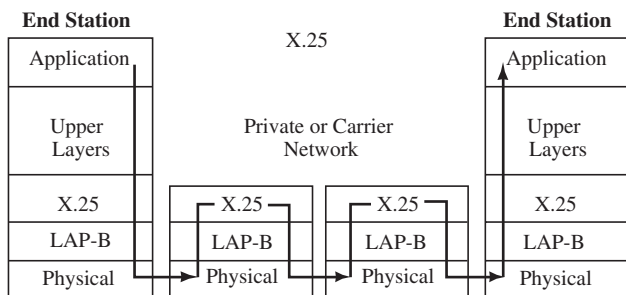 End Station
End Station
X.25
Application
Application
Upper
Layers
Private or Carrier
Network
Upper
Layers
X.25
X.25
X.25
X.25
LAP-B
LAP-B
LAP-B
LAP-B
Physical
Physical
Physical
Physical